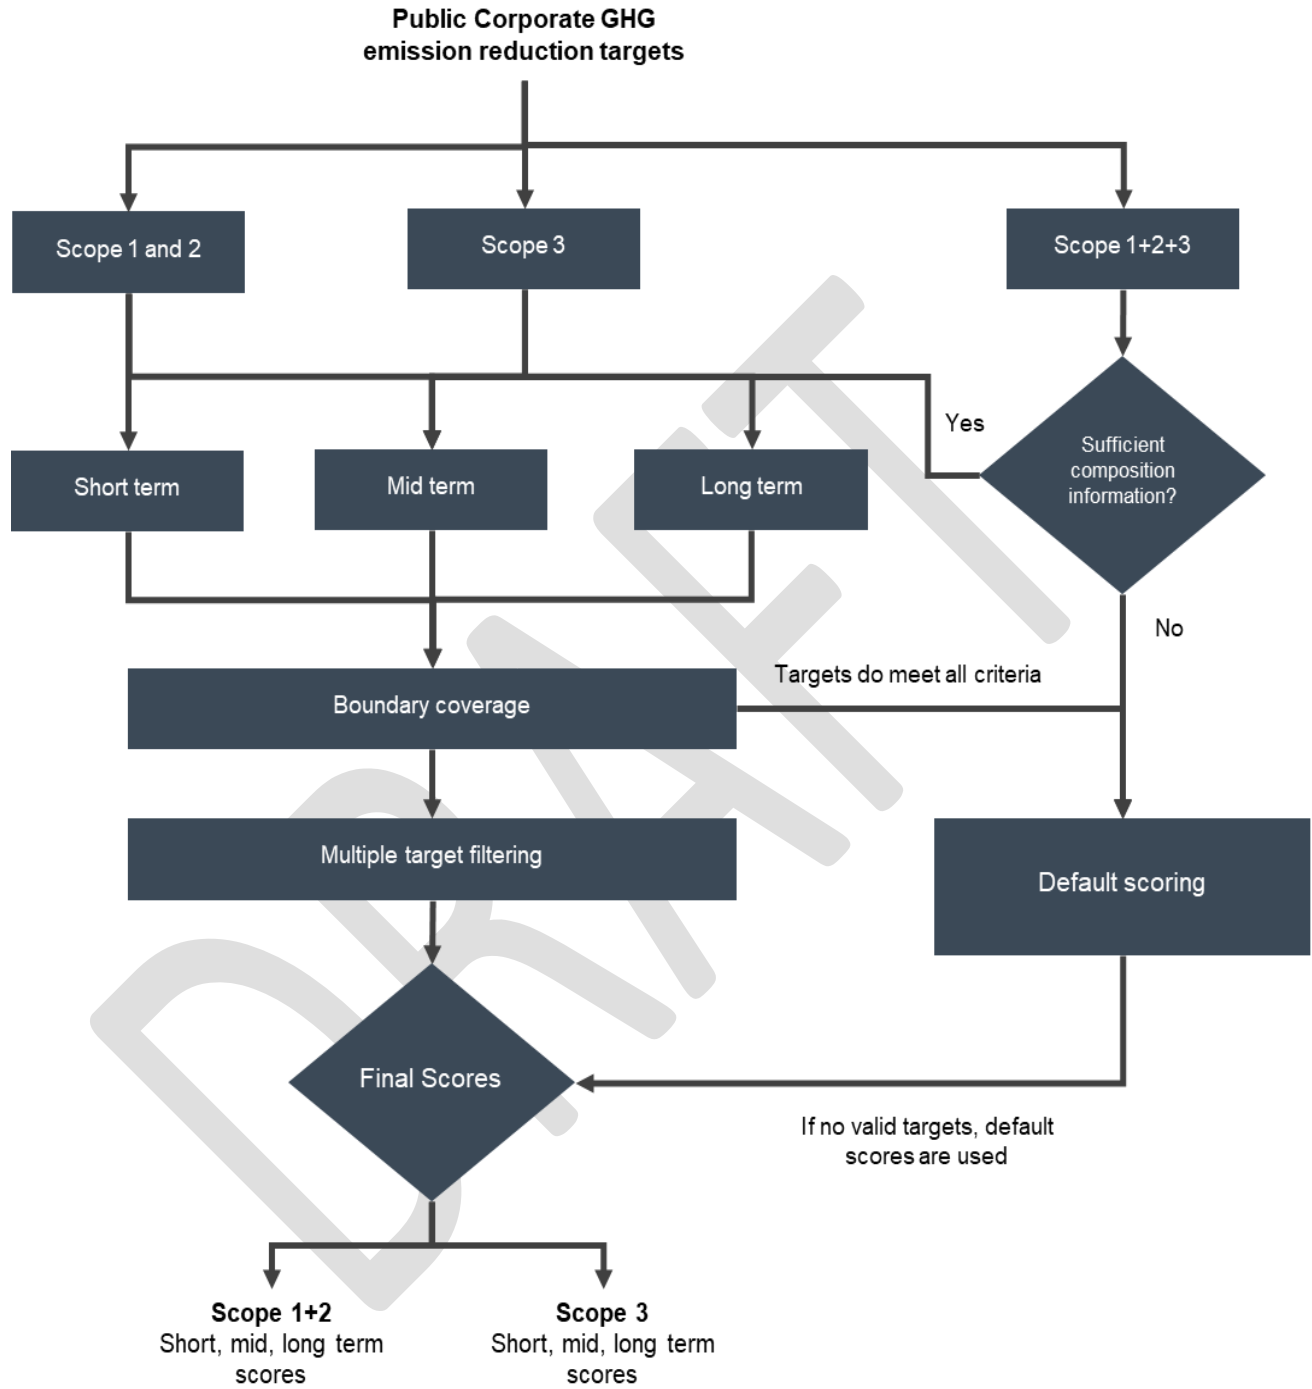 Public Corporate GHG
emission reduction targets
Scope 1 and 2
Scope 3
Scope 1+2+3
Yes
Sufficient
composition
information?
Short term
Mid term
Long term
No
Targets do meet all criteria
Boundary coverage
Multiple target filtering
Default scoring
Final Scores
If no valid targets, default
scores are used
Scope 1+2
Short, mid, long term
scores
Scope 3
Short, mid, long term
scores
DRAFT